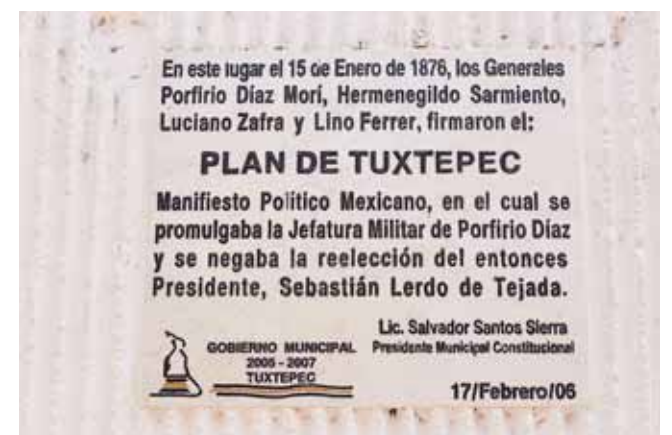 En este lugar el 15 de Enero de 1876, los Generales
Porfirio Díaz Morí, Hermenegildo Sarmiento,
Luciano Zafra y Lino Ferrer, firmaron el:
PLAN DE TUXTEPEC
Manifiesto Político Mexicano, en el cual se
promulgaba la Jefatura Militar de Porfirio Díaz
y se negaba la reelección del entonces
Presidente, Sebastián Lerdo de Tejada.
Lic. Salvador Santos Sierra
Presidente Municipal Constitucional
GOBIERNO MUNICIPAL
2005 - 2007
TUXTEPEC
17/Febrero/06